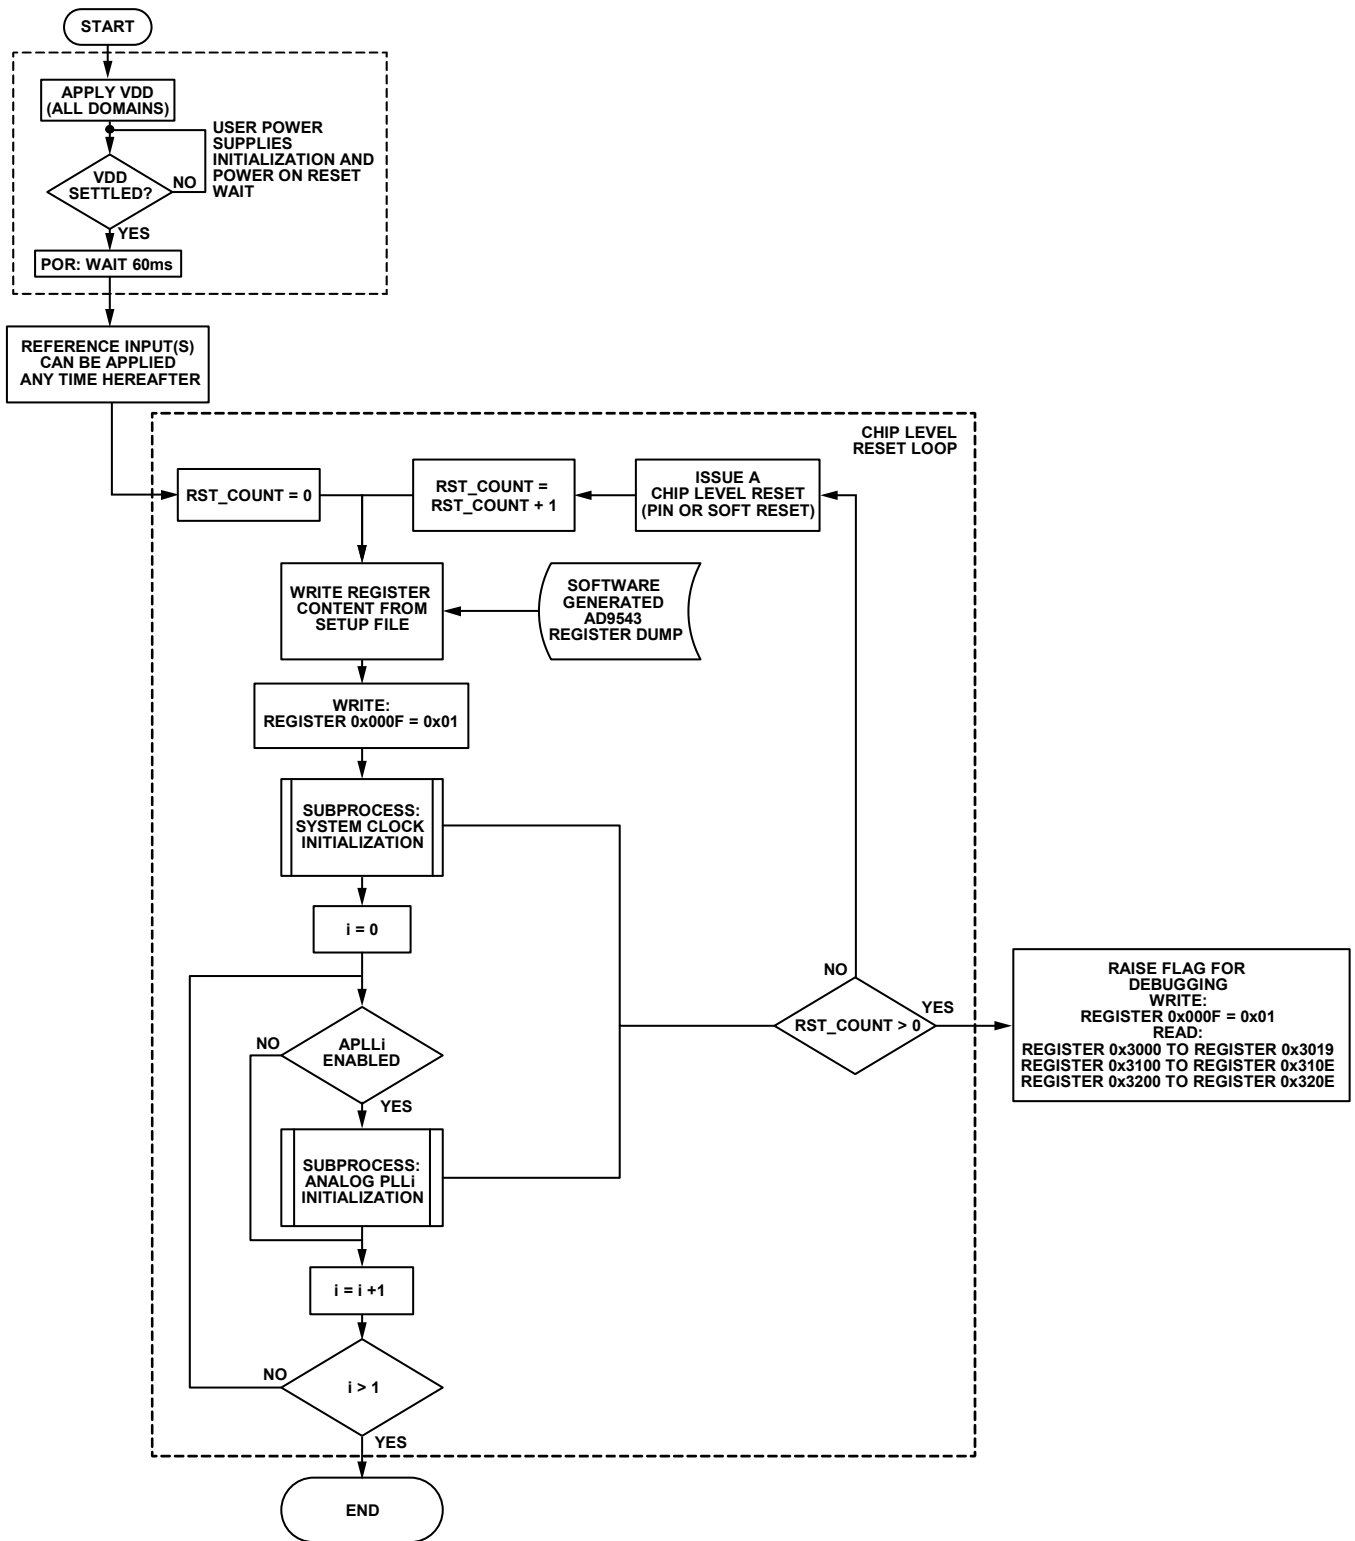 START
APPLY VDD
(ALL DOMAINS)
USER POWER
SUPPLIES
INITIALIZATION AND
POWER ON RESET
WAIT
VDD
SETTLED?
NO
YES
POR: WAIT 60ms
REFERENCE INPUT(S)
CAN BE APPLIED
ANY TIME HEREAFTER
CHIP LEVEL
RESET LOOP
RST_COUNT = 0
RST_COUNT =
RST_COUNT + 1
ISSUE A
CHIP LEVEL RESET
(PIN OR SOFT RESET)
WRITE REGISTER
CONTENT FROM
SETUP FILE
SOFTWARE
GENERATED
AD9543
REGISTER DUMP
WRITE:
REGISTER 0x000F = 0x01
SUBPROCESS:
SYSTEM CLOCK
INITIALIZATION
i = 0
NO
RST_COUNT > 0
YES
RAISE FLAG FOR
DEBUGGING
WRITE:
REGISTER 0x000F = 0x01
READ:
REGISTER 0x3000 TO REGISTER 0x3019
REGISTER 0x3100 TO REGISTER 0x310E
REGISTER 0x3200 TO REGISTER 0x320E
NO
APLLi
ENABLED
YES
SUBPROCESS:
ANALOG PLLi
INITIALIZATION
i = i +1
NO
i > 1
YES
END